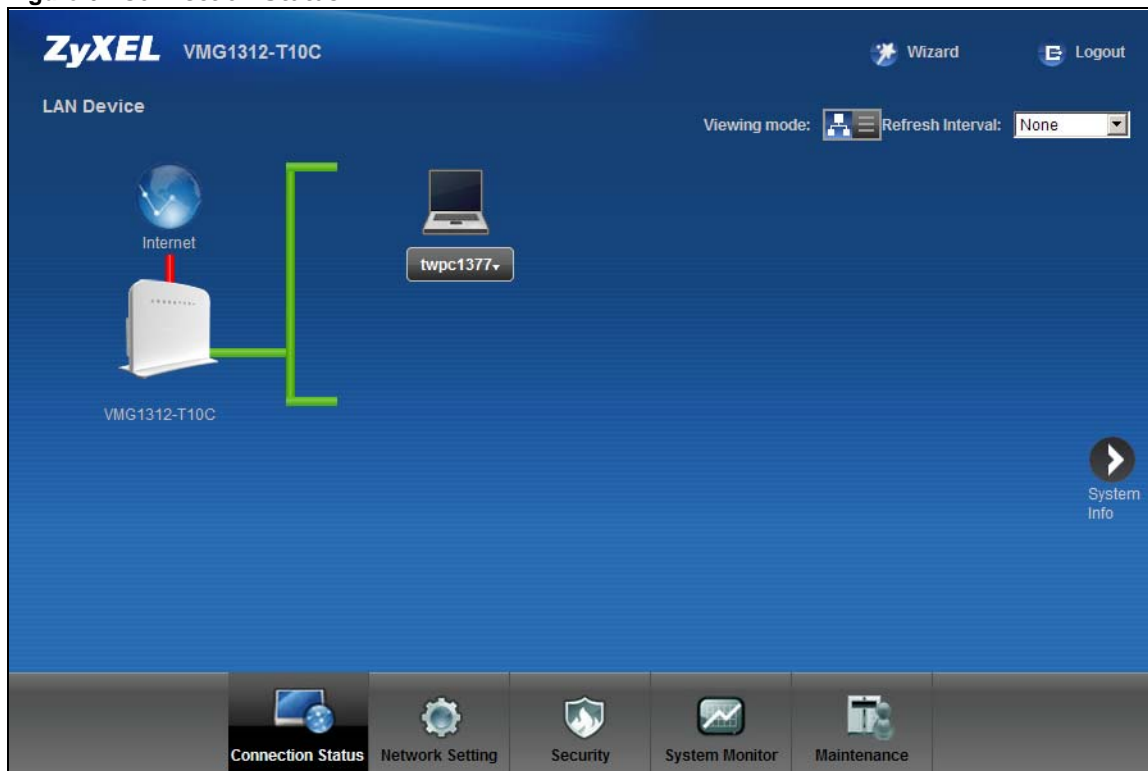 ZyXEL VMG1312-T10C
Wizard
Logout
LAN Device
Viewing mode:
Refresh Interval:
None
Internet
twpc1377
VMG1312-T10C
System
Info
Connection Status
Network Setting
Security
System Monitor
Maintenance